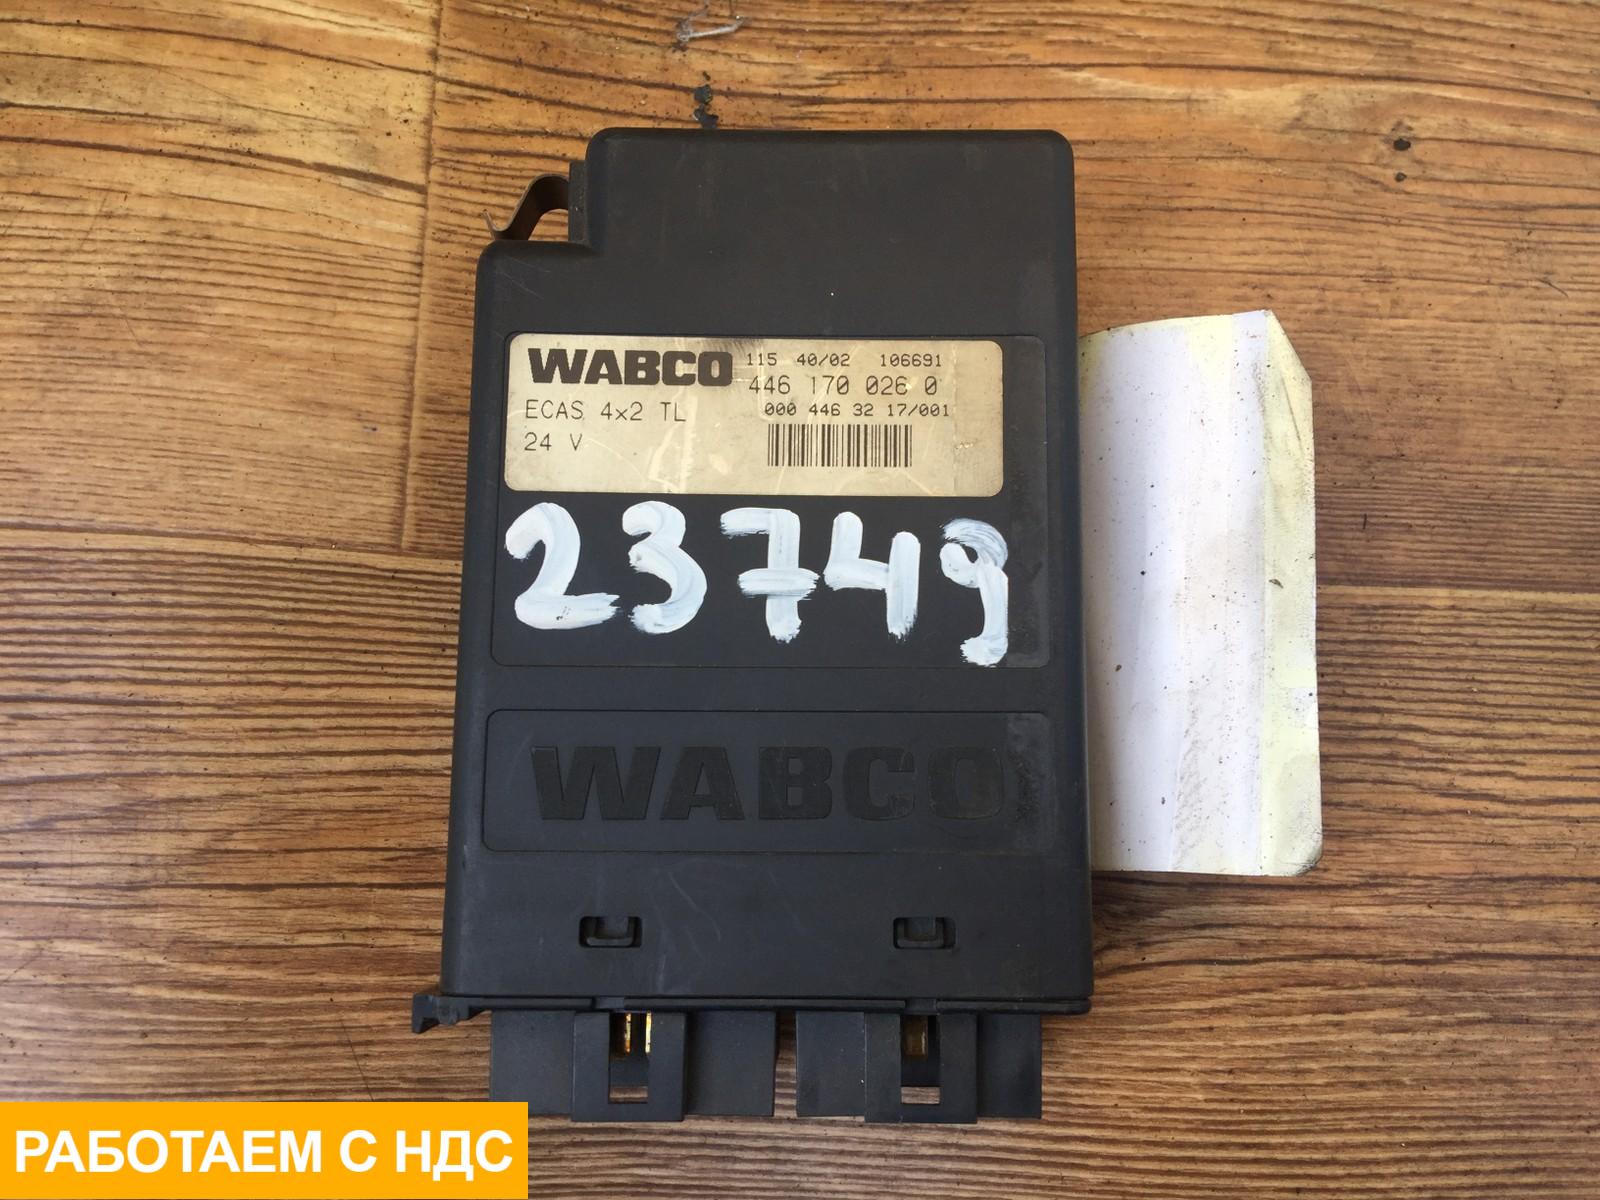 WABCO 115 40/02 106691
446 170 026 0
ECAS 4x2 TL 000 446 32 17/001
24 V
23749
WABCO
РАБОТАЕМ С НДС